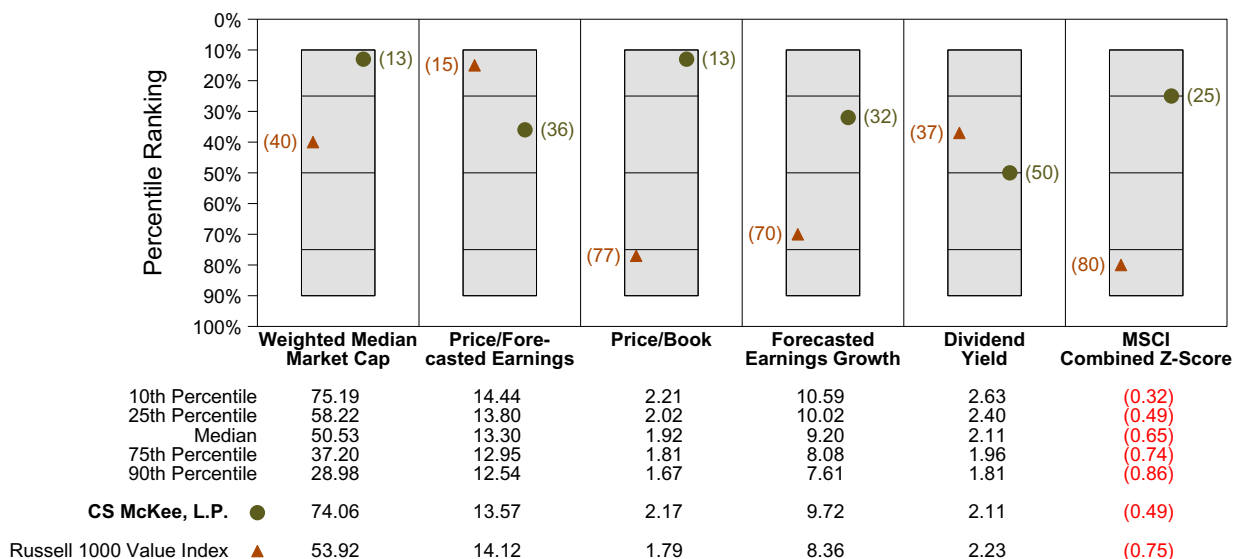 Percentile Ranking
0%
10%
20%
30%
40%
50%
60%
70%
80%
90%
100%
(40) (13)
(15) (36)
(77) (13)
(70) (32)
(37) (50)
(80) (25)
Weighted Median Market Cap
Price/Fore-casted Earnings
Price/Book
Forecasted Earnings Growth
Dividend Yield
MSCI Combined Z-Score
10th Percentile 75.19 14.44 2.21 10.59 2.63 (0.32)
25th Percentile 58.22 13.80 2.02 10.02 2.40 (0.49)
Median 50.53 13.30 1.92 9.20 2.11 (0.65)
75th Percentile 37.20 12.95 1.81 8.08 1.96 (0.74)
90th Percentile 28.98 12.54 1.67 7.61 1.81 (0.86)
CS McKee, L.P. 74.06 13.57 2.17 9.72 2.11 (0.49)
Russell 1000 Value Index 53.92 14.12 1.79 8.36 2.23 (0.75)